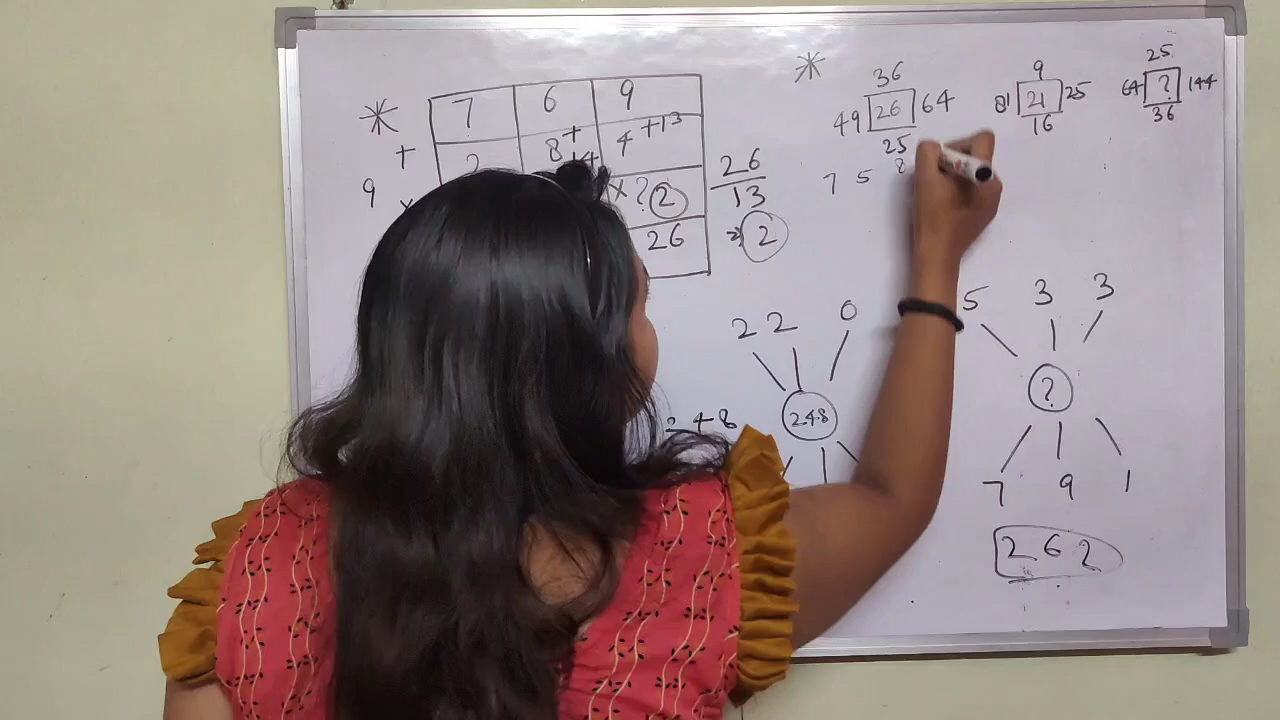 * 7 6 9
+ 2 8+ 4+13
9 × ×?2
26
26
13
2) 2
*
36
49 26 64
25
7 5 8
9
81 21 25
16
25
64 ? 144
36
2 2 0
248
248
5 3 3
?
7 9 1
262